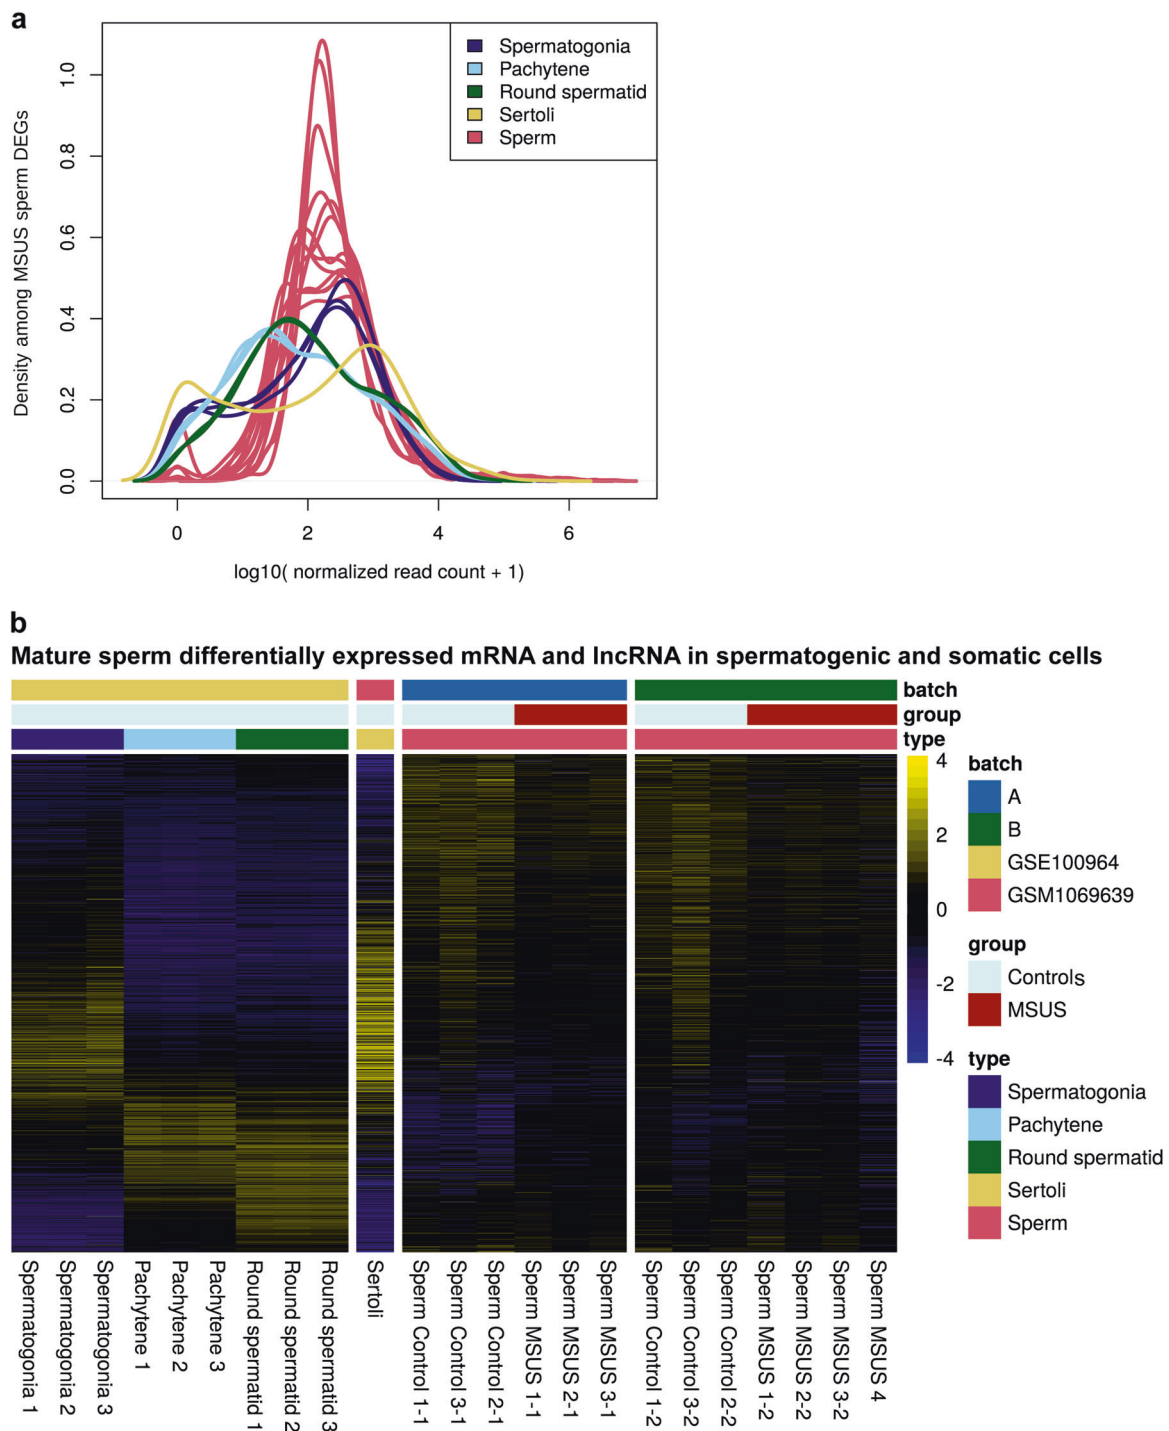 a
Spermatogonia
Pachytene
Round spermatid
Sertoli
Sperm
Density among MSUS sperm DEGs
1.0
0.8
0.6
0.4
0.2
0.0
0 2 4 6
log10( normalized read count + 1)
b
Mature sperm differentially expressed mRNA and lncRNA in spermatogenic and somatic cells
batch
group
type
4
2
0
-2
-4
batch
A
B
GSE100964
GSM1069639
group
Controls
MSUS
type
Spermatogonia
Pachytene
Round spermatid
Sertoli
Sperm
Spermatogonia 1
Spermatogonia 2
Spermatogonia 3
Pachytene 1
Pachytene 2
Pachytene 3
Round spermatid 1
Round spermatid 2
Round spermatid 3
Sertoli
Sperm Control 1-1
Sperm Control 3-1
Sperm Control 2-1
Sperm MSUS 1-1
Sperm MSUS 2-1
Sperm MSUS 3-1
Sperm Control 1-2
Sperm Control 3-2
Sperm Control 2-2
Sperm MSUS 1-2
Sperm MSUS 2-2
Sperm MSUS 3-2
Sperm MSUS 4